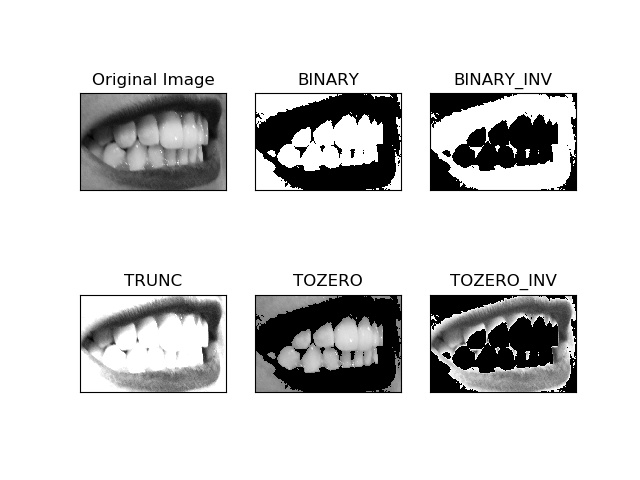 Original Image
BINARY
BINARY_INV
TRUNC
TOZERO
TOZERO_INV